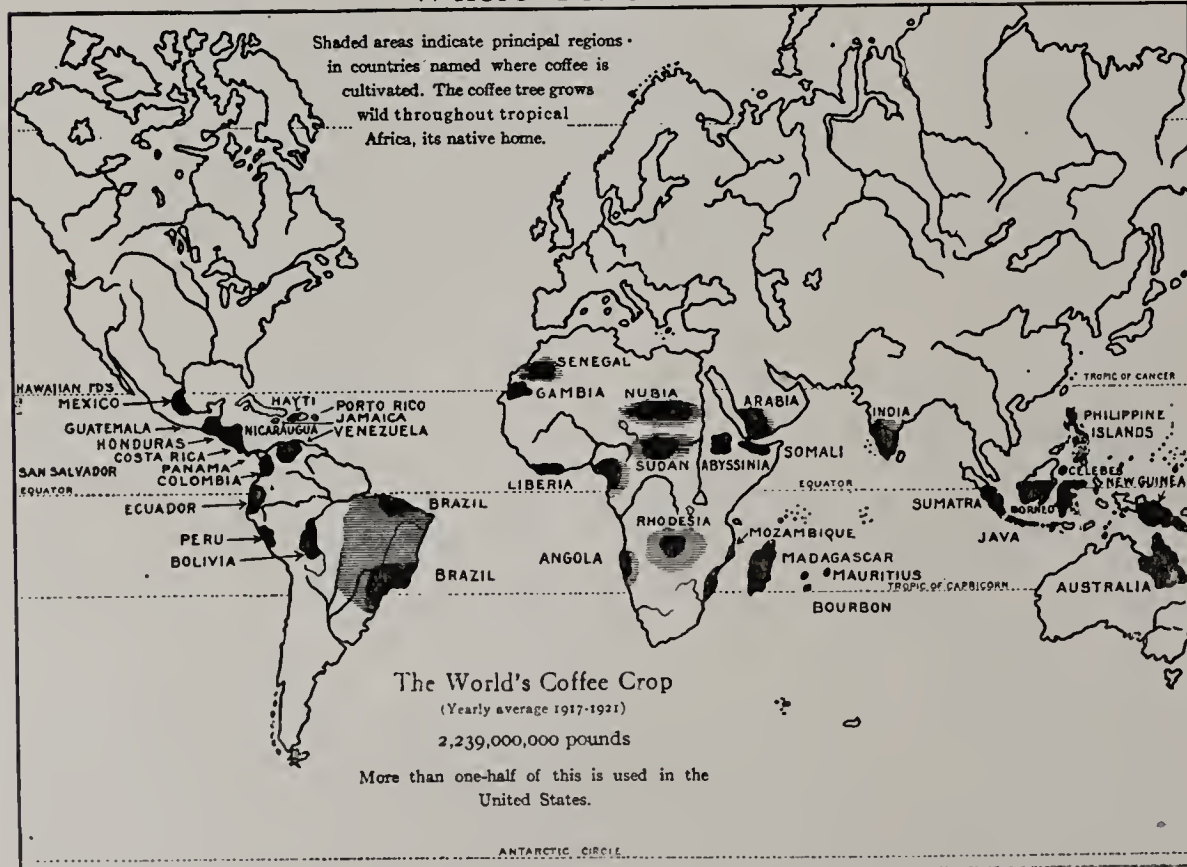 Shaded areas indicate principal regions
in countries named where coffee is
cultivated. The coffee tree grows
wild throughout tropical
Africa, its native home.
HAWAIIAN I'D'S
MEXICO
HAYTI
PORTO RICO
JAMAICA
GUATEMALA
NICARAUGUA
VENEZUELA
HONDURAS
COSTA RICA
PANAMA
SAN SALVADOR
COLOMBIA
EQUATOR
ECUADOR
BRAZIL
PERU
BOLIVIA
BRAZIL
SENEGAL
GAMBIA
NUBIA
ARABIA
SUDAN
ABYSSINIA
SOMALI
LIBERIA
INDIA
TROPIC OF CANCER
PHILIPPINE
ISLANDS
CELEBES
NEW GUINEA
EQUATOR
SUMATRA
BORNEO
JAVA
RHODESIA
MOZAMBIQUE
ANGOLA
MADAGASCAR
MAURITIUS
TROPIC OF CAPRICORN
BOURBON
AUSTRALIA
The World's Coffee Crop
(Yearly average 1917-1921)
2,239,000,000 pounds
More than one-half of this is used in the
United States.
ANTARCTIC CIRCLE